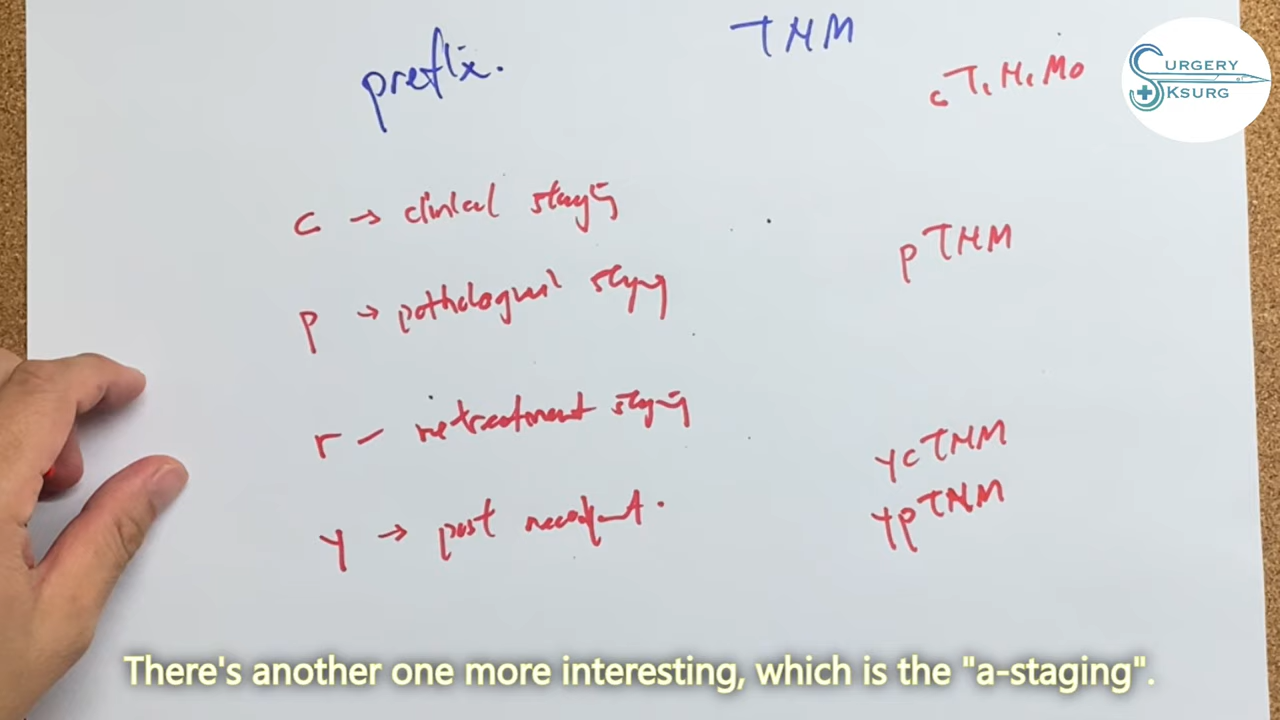 prefix.
TNM
cT1N1M0
SURGERY
KSURG
c → clinical staging
pTNM
p → pathological staging
r – retreatment staging
ycTNM
ypTNM
y → post neoadjuvant.
There's another one more interesting, which is the "a-staging".